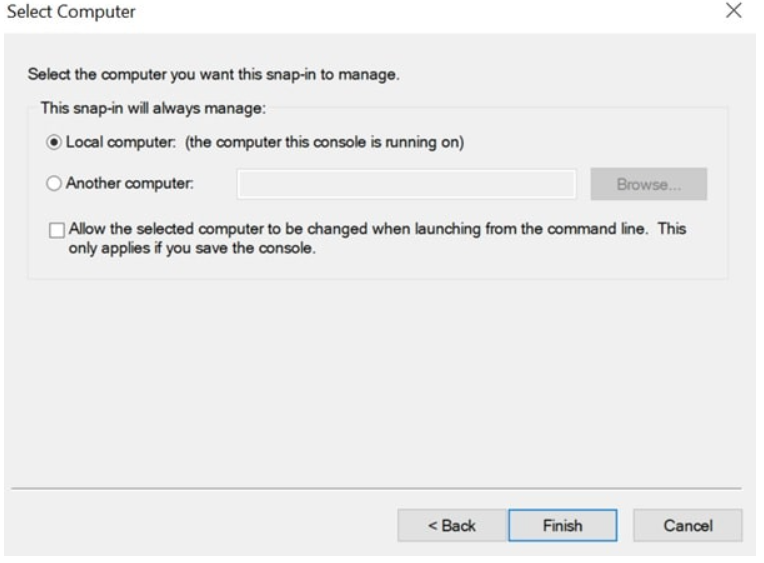 Select Computer
Select the computer you want this snap-in to manage.
This snap-in will always manage:
Local computer: (the computer this console is running on)
Another computer:
Browse...
Allow the selected computer to be changed when launching from the command line. This
only applies if you save the console.
< Back
Finish
Cancel